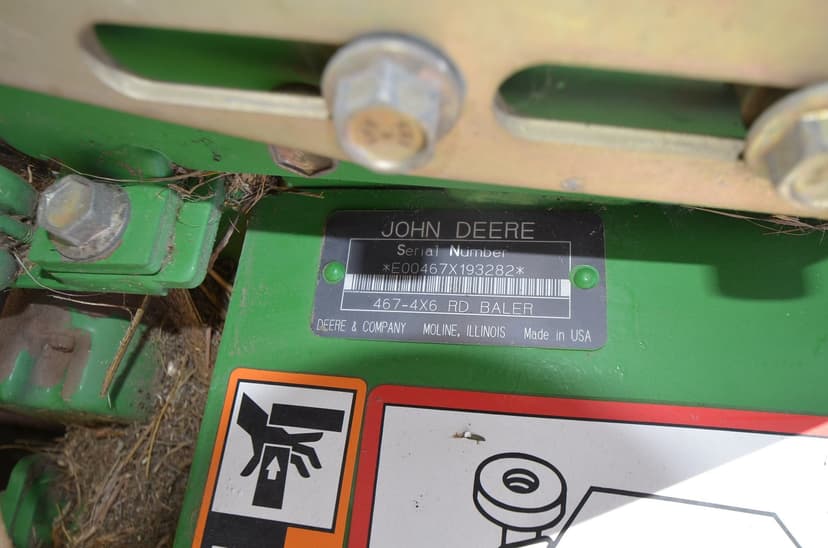 JOHN DEERE
Serial Number
*E00467X193282*
467-4X6 RD BALER
DEERE & COMPANY MOLINE, ILLINOIS Made in USA